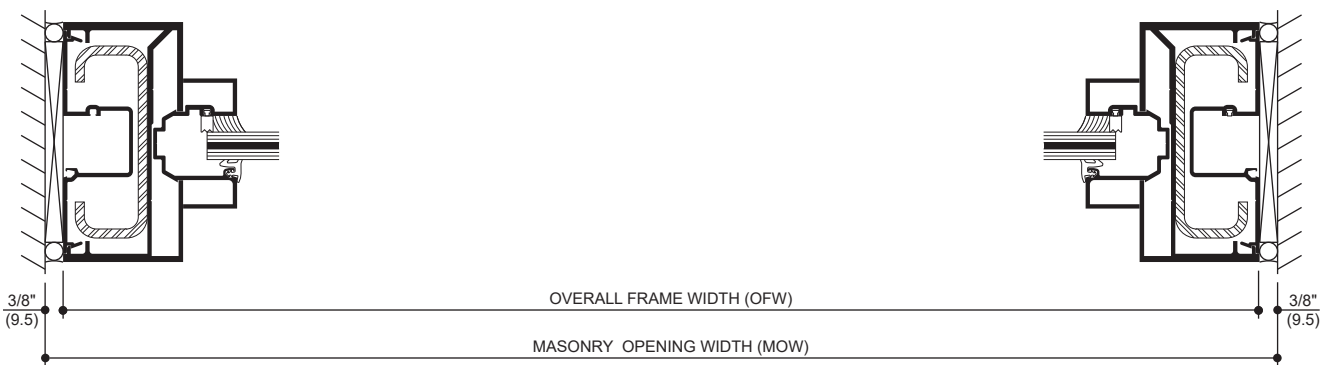 3/8"
(9.5)
OVERALL FRAME WIDTH (OFW)
3/8"
(9.5)
MASONRY OPENING WIDTH (MOW)